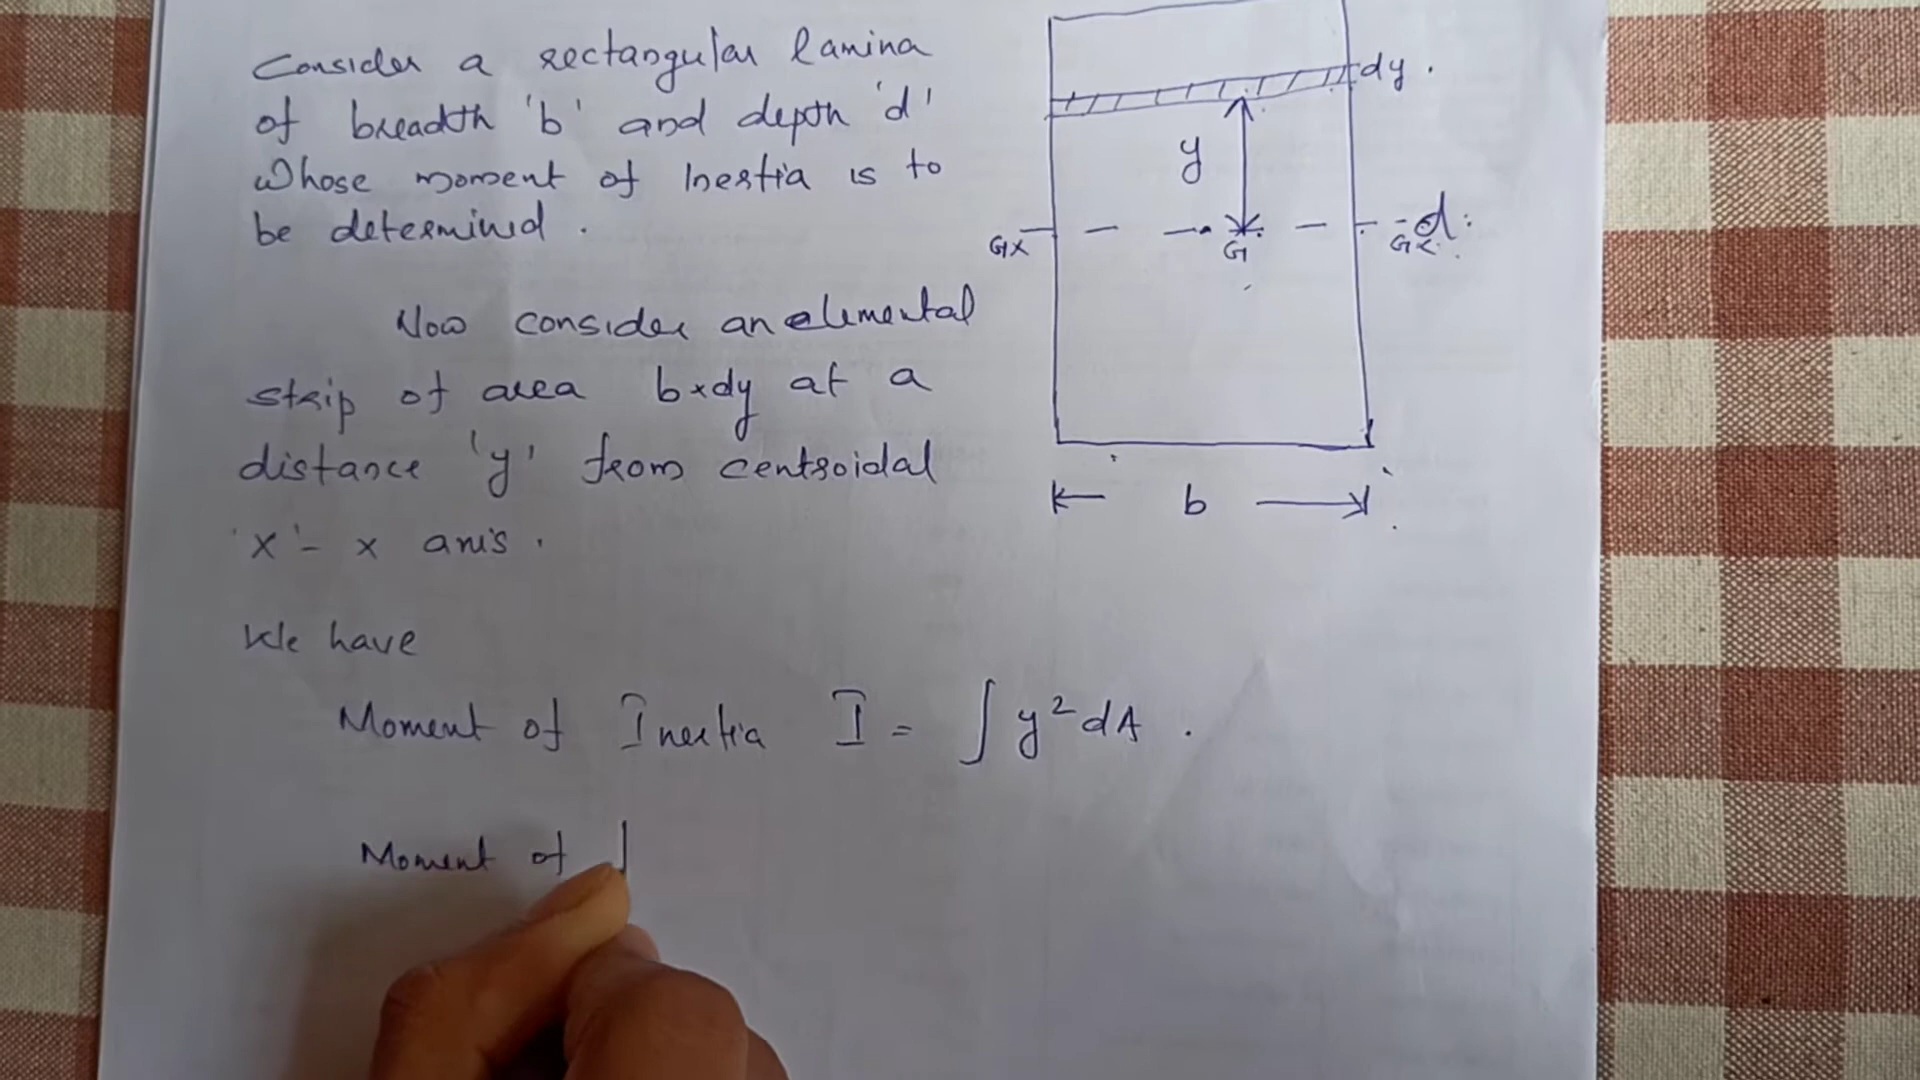 Consider a rectangular lamina
of breadth 'b' and depth 'd'
Whose moment of Inertia is to
be determined.
Now consider an elemental
strip of area b×dy at a
distance 'y' from centroidal
x - x axis.
We have
Moment of Inertia I = ∫ y² dA.
Moment of I
dy.
y
GX
G
d
GX
b